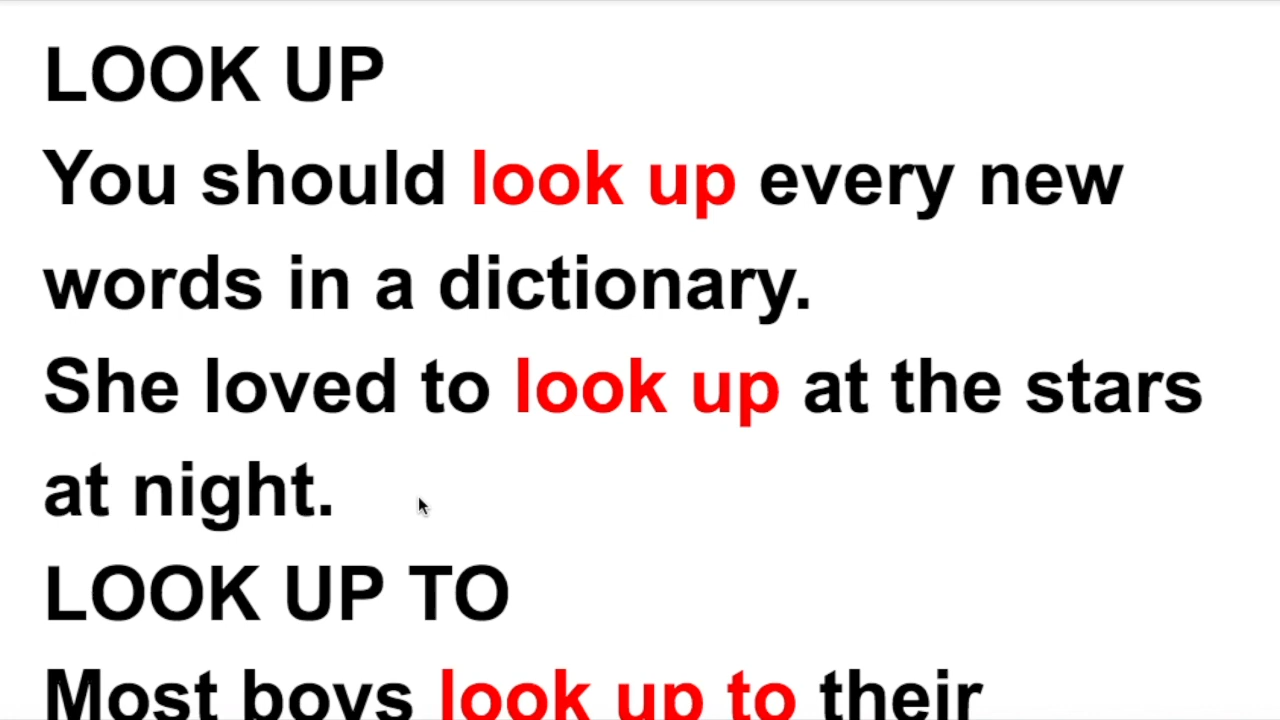 LOOK UP
You should look up every new
words in a dictionary.
She loved to look up at the stars
at night.
LOOK UP TO
Most boys look up to their